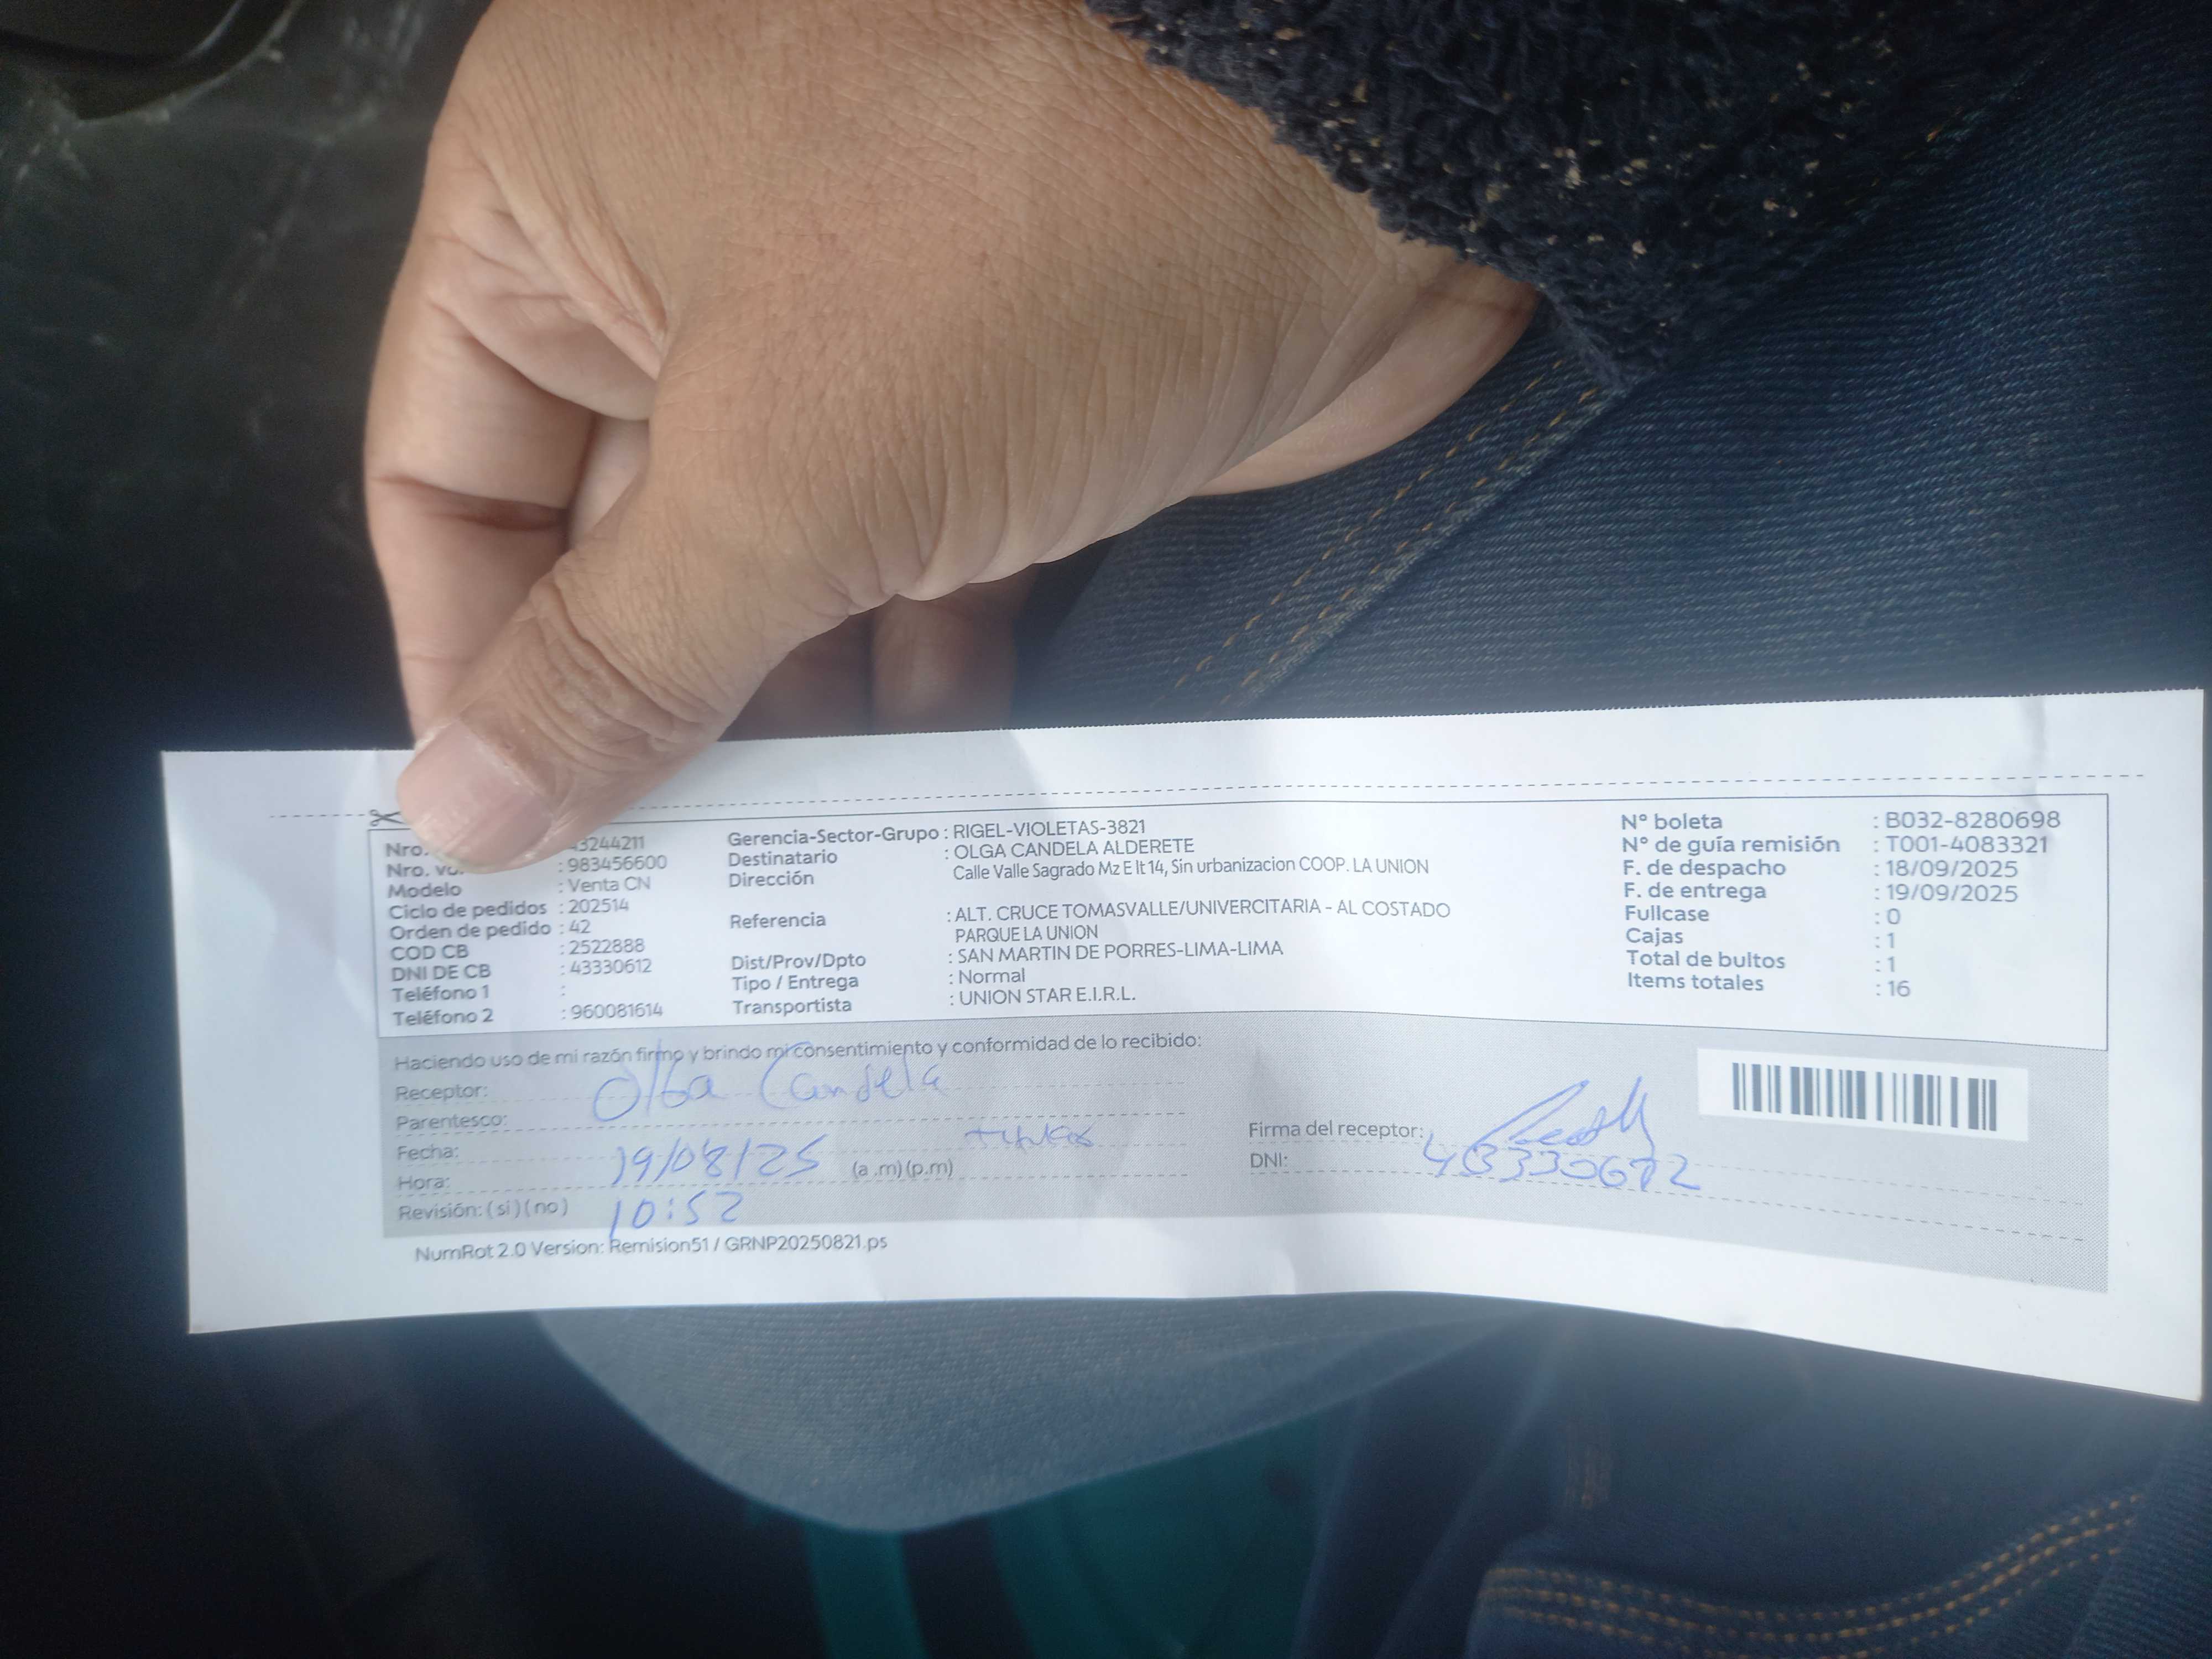 Nro. 43244211
Nro. vo. : 983456600
Modelo : Venta CN
Ciclo de pedidos : 202514
Orden de pedido : 42
COD CB : 2522888
DNI DE CB : 43330612
Teléfono 1 :
Teléfono 2 : 960081614
Gerencia-Sector-Grupo : RIGEL-VIOLETAS-3821
Destinatario : OLGA CANDELA ALDERETE
Dirección Calle Valle Sagrado Mz E lt 14, Sin urbanizacion COOP. LA UNION
Referencia : ALT. CRUCE TOMASVALLE/UNIVERCITARIA - AL COSTADO
PARQUE LA UNION
Dist/Prov/Dpto : SAN MARTIN DE PORRES-LIMA-LIMA
Tipo / Entrega : Normal
Transportista : UNION STAR E.I.R.L.
N° boleta : B032-8280698
N° de guía remisión : T001-4083321
F. de despacho : 18/09/2025
F. de entrega : 19/09/2025
Fullcase : 0
Cajas : 1
Total de bultos : 1
Items totales : 16
Haciendo uso de mi razón firmo y brindo mi consentimiento y conformidad de lo recibido:
Receptor: Olga Candela
Parentesco:
Fecha: 19/08/25
Hora: (a .m) (p.m)
Revisión: ( si ) ( no ) 10:52
Firma del receptor:
DNI: 43330612
NumRot 2.0 Version: Remision51 / GRNP20250821.ps